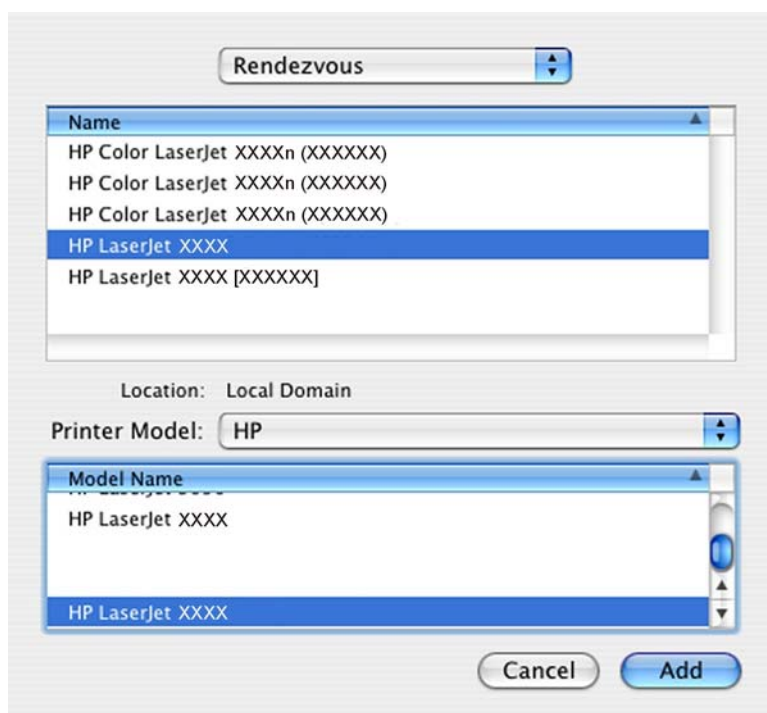 Rendezvous
Name
HP Color LaserJet XXXXn (XXXXXX)
HP Color LaserJet XXXXn (XXXXXX)
HP Color LaserJet XXXXn (XXXXXX)
HP LaserJet XXXX
HP LaserJet XXXX [XXXXXX]
Location: Local Domain
Printer Model: HP
Model Name
HP LaserJet XXXX
HP LaserJet XXXX
Cancel Add